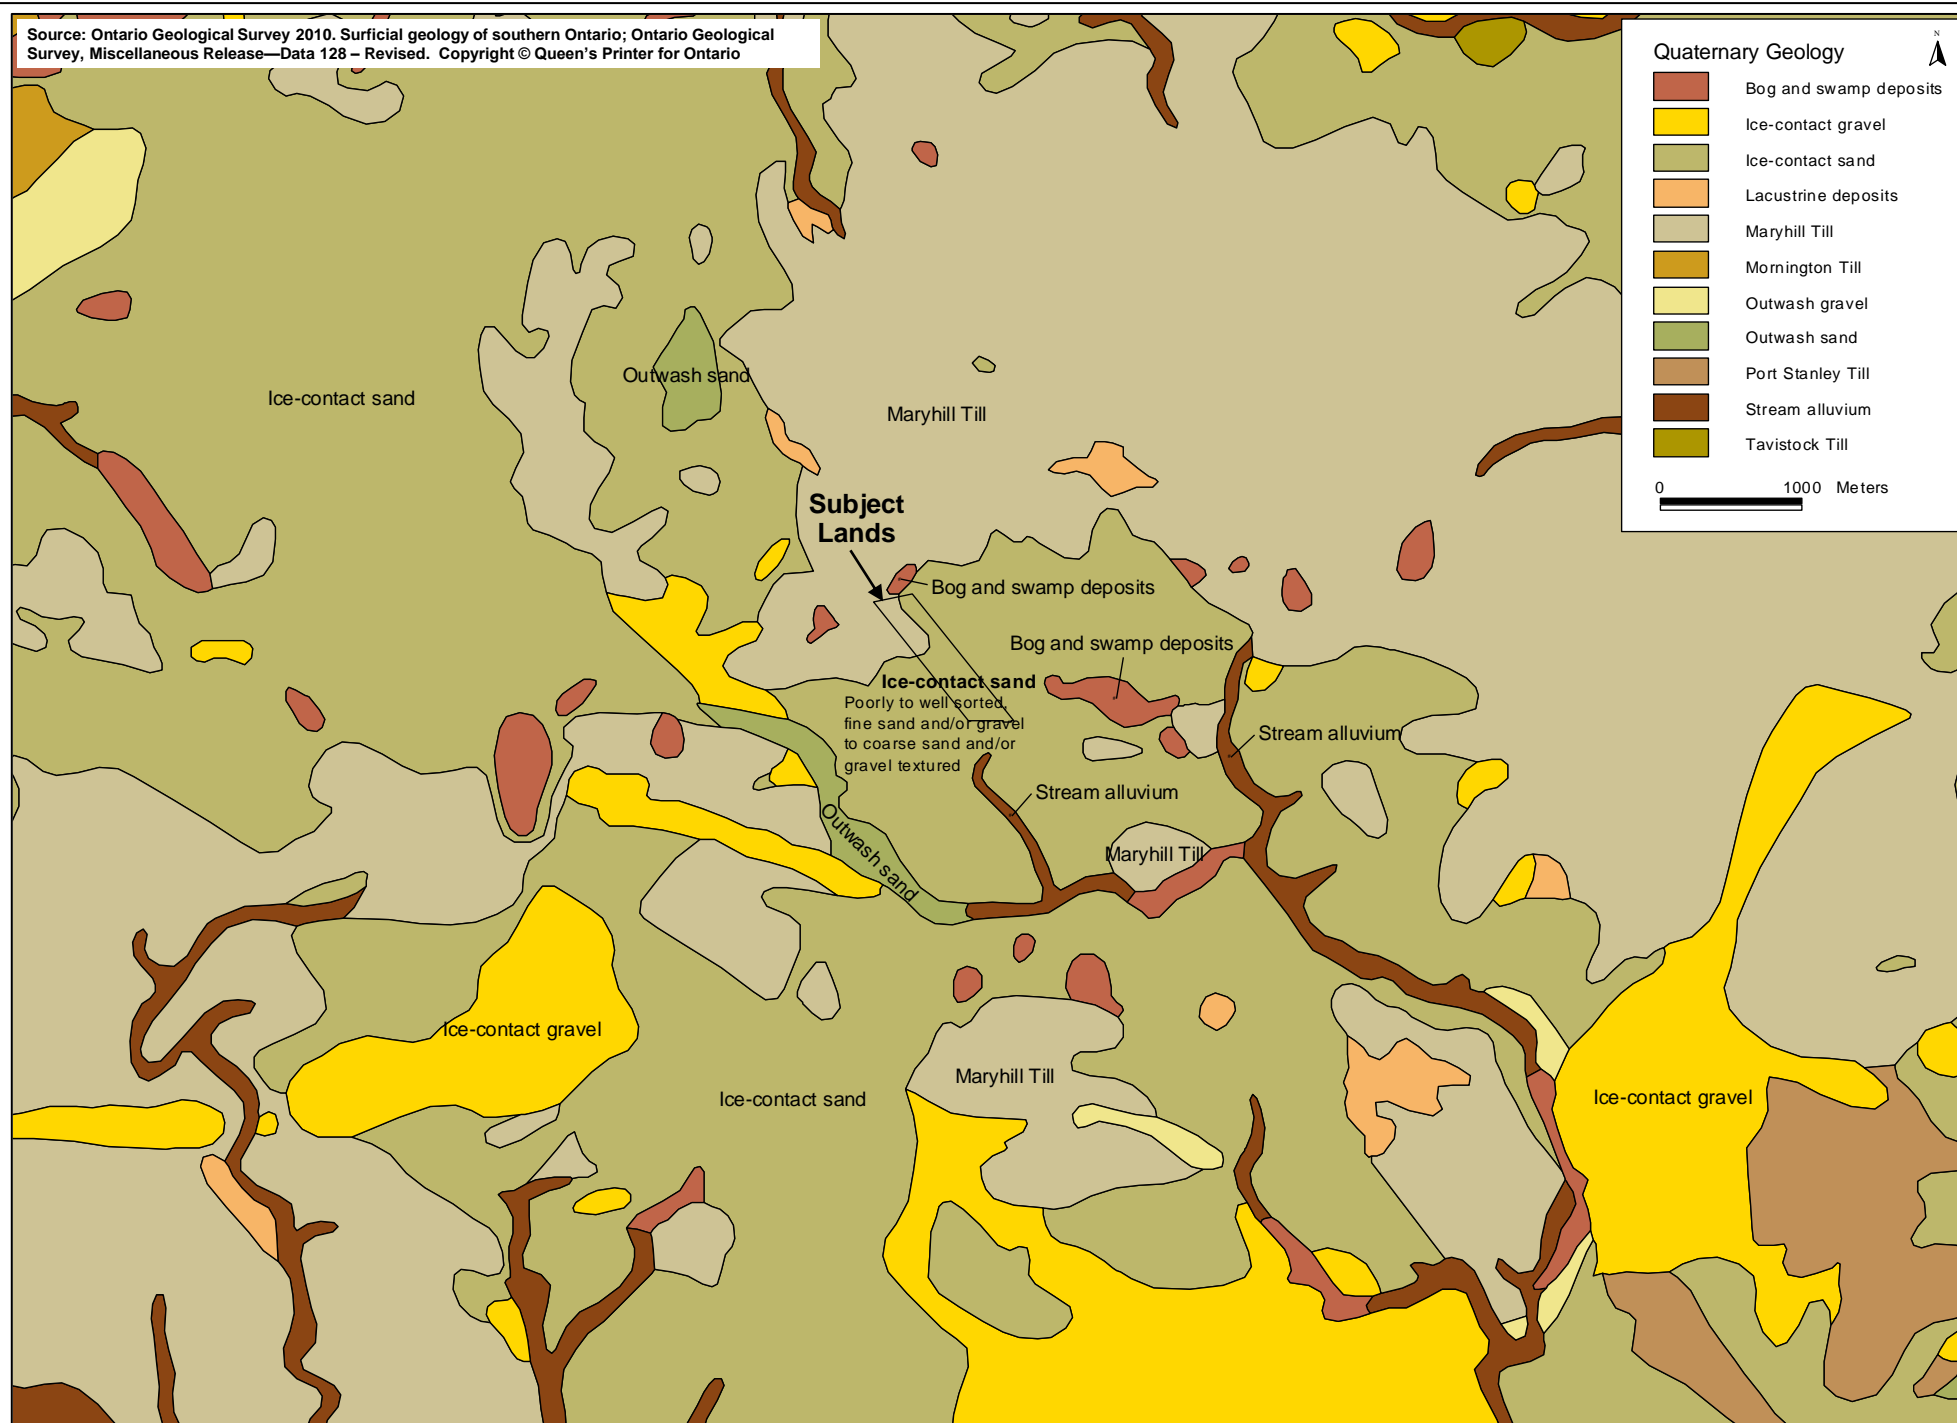 Source: Ontario Geological Survey 2010. Surficial geology of southern Ontario; Ontario Geological
Survey, Miscellaneous Release—Data 128 – Revised. Copyright © Queen's Printer for Ontario
Quaternary Geology
N
Bog and swamp deposits
Ice-contact gravel
Ice-contact sand
Lacustrine deposits
Maryhill Till
Mornington Till
Outwash gravel
Outwash sand
Port Stanley Till
Stream alluvium
Tavistock Till
0 1000 Meters
Outwash sand
Ice-contact sand
Maryhill Till
Subject
Lands
Bog and swamp deposits
Bog and swamp deposits
Ice-contact sand
Poorly to well sorted,
fine sand and/or gravel
to coarse sand and/or
gravel textured
Stream alluvium
Stream alluvium
Outwash sand
Maryhill Till
Ice-contact gravel
Maryhill Till
Ice-contact sand
Ice-contact gravel